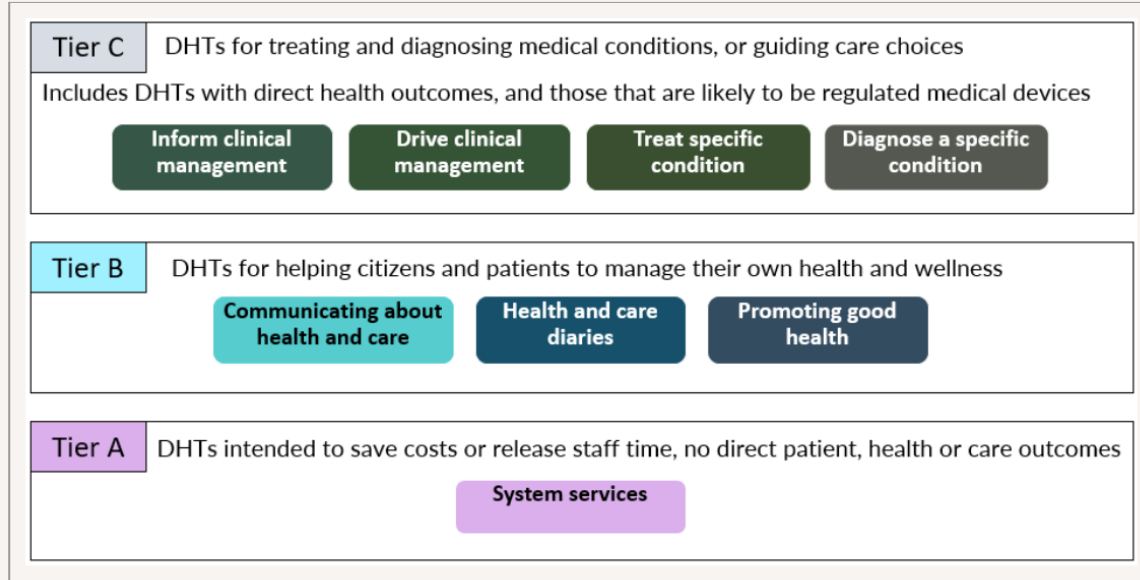 Tier C
DHTs for treating and diagnosing medical conditions, or guiding care choices
Includes DHTs with direct health outcomes, and those that are likely to be regulated medical devices
Inform clinical
management
Drive clinical
management
Treat specific
condition
Diagnose a specific
condition
Tier B
DHTs for helping citizens and patients to manage their own health and wellness
Communicating about
health and care
Health and care
diaries
Promoting good
health
Tier A
DHTs intended to save costs or release staff time, no direct patient, health or care outcomes
System services